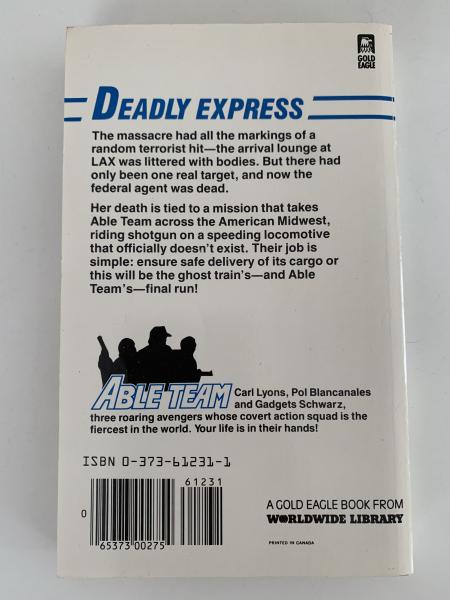 GOLD
EAGLE
DEADLY EXPRESS
The massacre had all the markings of a
random terrorist hit—the arrival lounge at
LAX was littered with bodies. But there had
only been one real target, and now the
federal agent was dead.
Her death is tied to a mission that takes
Able Team across the American Midwest,
riding shotgun on a speeding locomotive
that officially doesn't exist. Their job is
simple: ensure safe delivery of its cargo or
this will be the ghost train's—and Able
Team's—final run!
ABLE TEAM
Carl Lyons, Pol Blancanales
and Gadgets Schwarz,
three roaring avengers whose covert action squad is the
fiercest in the world. Your life is in their hands!
ISBN 0-373-61231-1
61231
0
65373 00275
A GOLD EAGLE BOOK FROM
WORLDWIDE LIBRARY
PRINTED IN CANADA